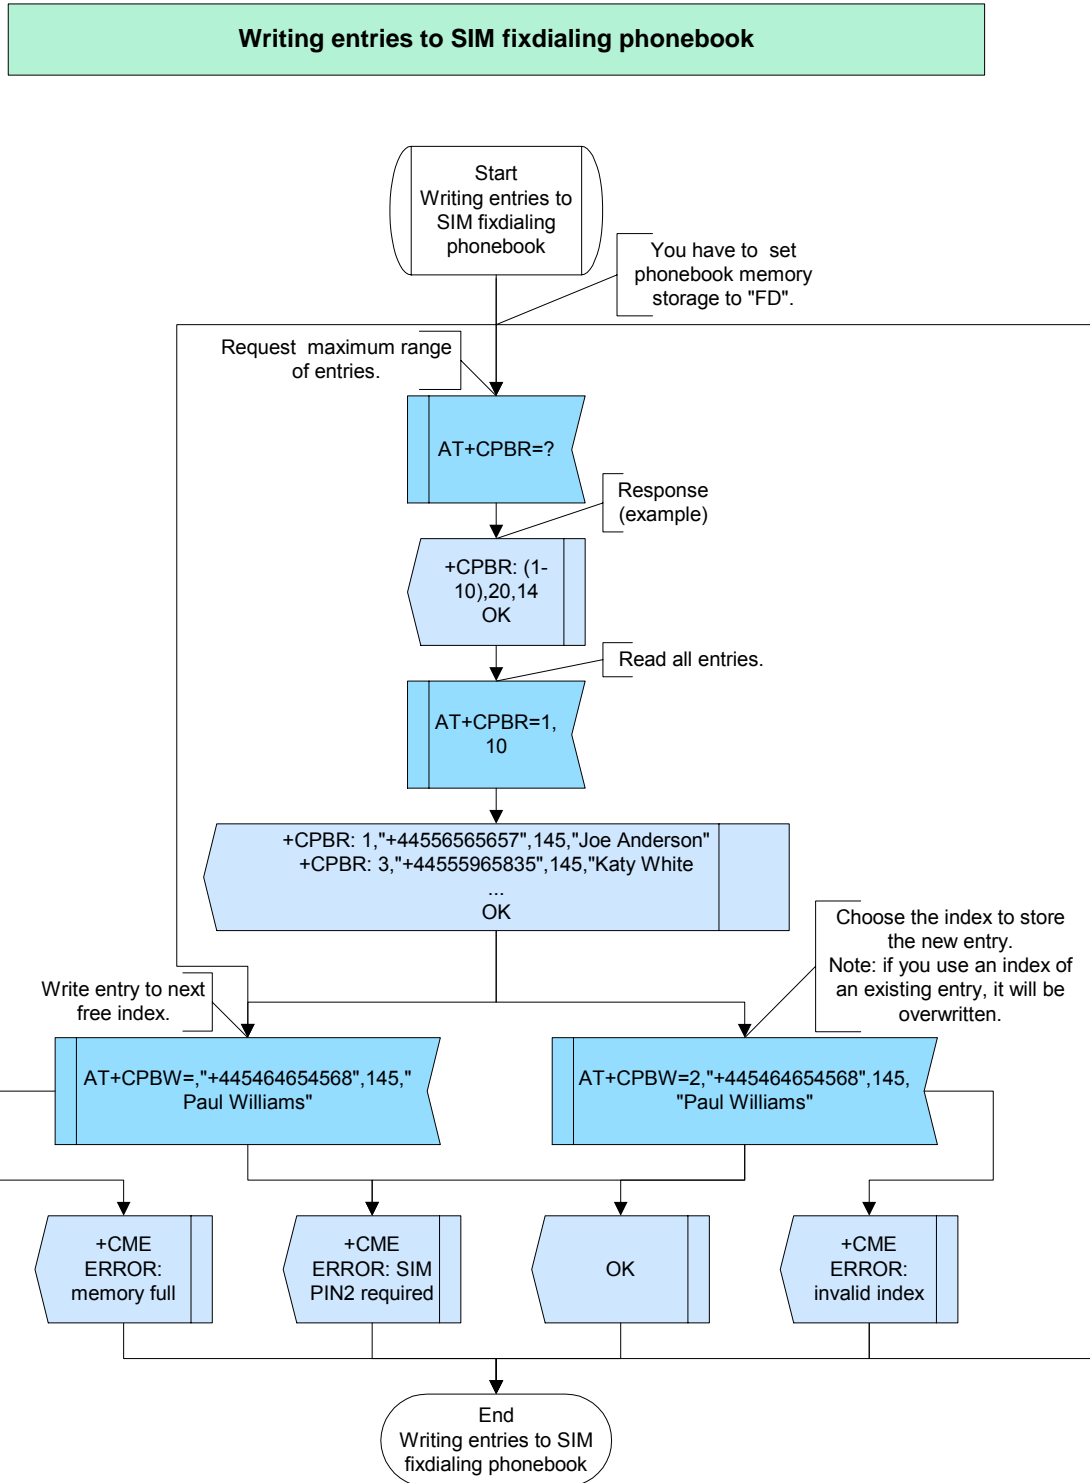 Writing entries to SIM fixdialing phonebook
Start
Writing entries to
SIM fixdialing
phonebook
You have to  set
phonebook memory
storage to "FD".
Request  maximum range
of entries.
AT+CPBR=?
Response
(example)
+CPBR: (1-
10),20,14
OK
Read all entries.
AT+CPBR=1,
10
+CPBR: 1,"+44556565657",145,"Joe Anderson"
+CPBR: 3,"+44555965835",145,"Katy White
...
OK
Choose the index to store
the new entry.
Note: if you use an index of
an existing entry, it will be
overwritten.
Write entry to next
free index.
AT+CPBW=,"+445464654568",145,"
Paul Williams"
AT+CPBW=2,"+445464654568",145,
"Paul Williams"
+CME
ERROR:
memory full
+CME
ERROR: SIM
PIN2 required
OK
+CME
ERROR:
invalid index
End
Writing entries to SIM
fixdialing phonebook